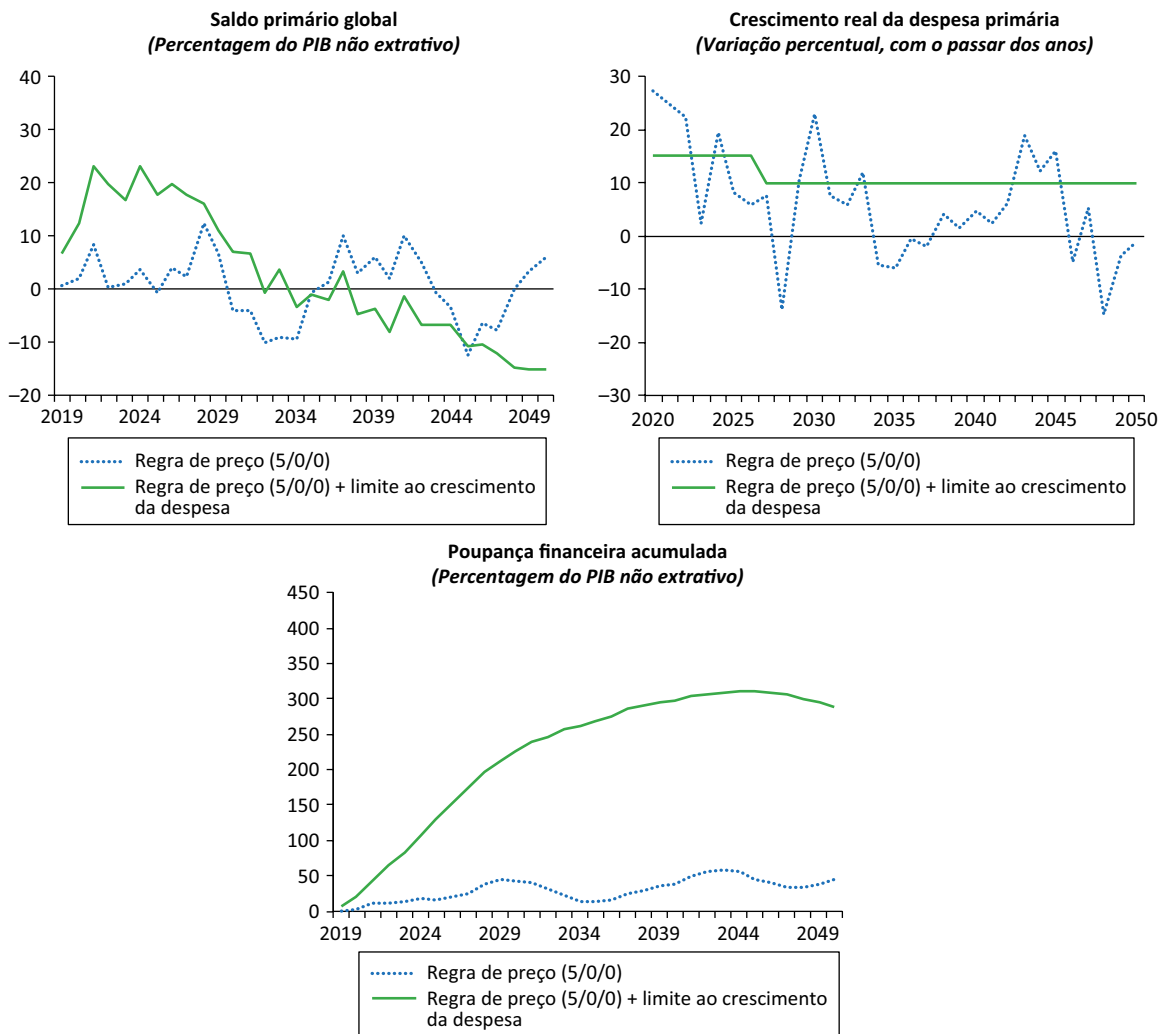 Saldo primário global
(Percentagem do PIB não extrativo)
40
30
20
10
0
–10
–20
2019 2024 2029 2034 2039 2044 2049
Regra de preço (5/0/0)
Regra de preço (5/0/0) + limite ao crescimento
da despesa
Crescimento real da despesa primária
(Variação percentual, com o passar dos anos)
30
20
10
0
–10
–20
–30
2020 2025 2030 2035 2040 2045 2050
Regra de preço (5/0/0)
Regra de preço (5/0/0) + limite ao crescimento
da despesa
Poupança financeira acumulada
(Percentagem do PIB não extrativo)
450
400
350
300
250
200
150
100
50
0
2019 2024 2029 2034 2039 2044 2049
Regra de preço (5/0/0)
Regra de preço (5/0/0) + limite ao crescimento
da despesa